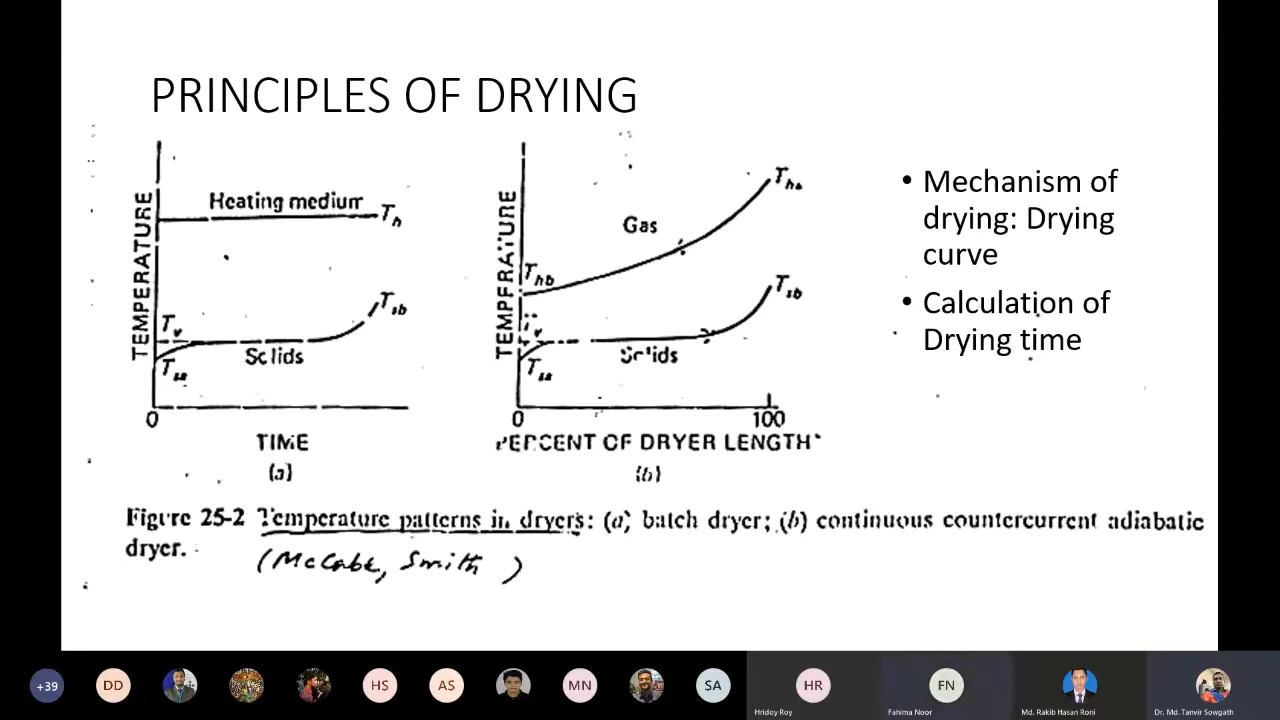 PRINCIPLES OF DRYING
Heating medium
Th
TEMPERATURE
Tv
Tsb
Solids
Tsa
0
TIME
(a)
Tha
Gas
TEMPERATURE
Thb
Tsb
Tv
Solids
Tsa
0
100
PERCENT OF DRYER LENGTH
(b)
• Mechanism of
drying: Drying
curve
• Calculation of
Drying time
Figure 25-2 Temperature patterns in dryers: (a) batch dryer; (b) continuous countercurrent adiabatic
dryer.
(McCabe, Smith )
+39
DD
HS
AS
MN
SA
HR
FN
Hridoy Roy
Fahima Noor
Md. Rakib Hasan Roni
Dr. Md. Tanvir Sowgath